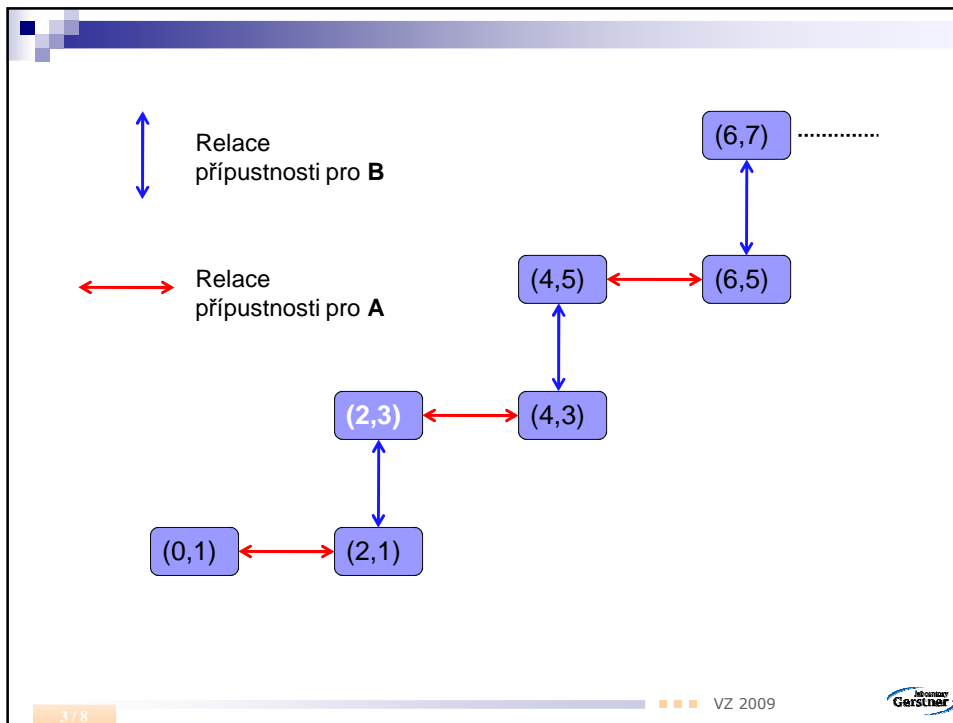 (6,7) ..............
Relace
přípustnosti pro B
Relace
přípustnosti pro A
(4,5)
(6,5)
(2,3)
(4,3)
(0,1)
(2,1)
3 / 8
VZ 2009
laboratory
Gerstner